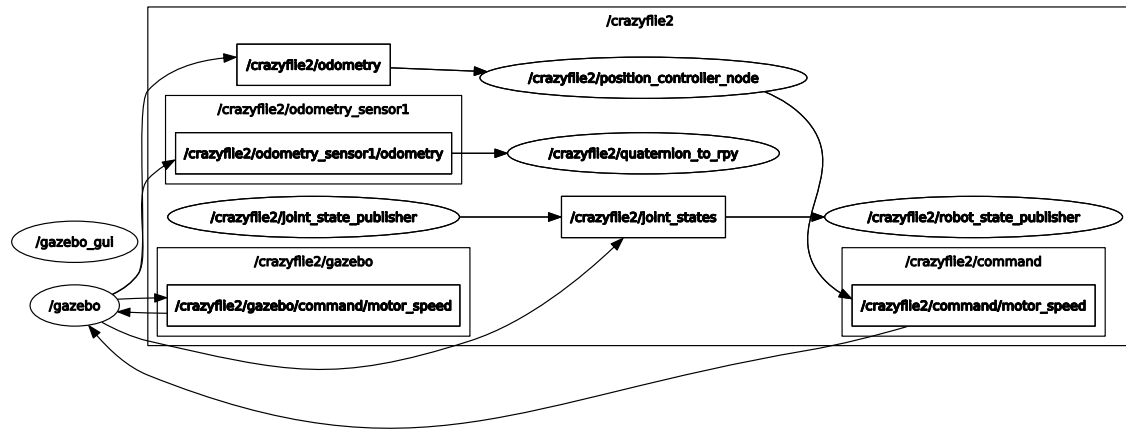 /crazyfile2
/crazyfile2/odometry
/crazyfile2/position_controller_node
/crazyfile2/odometry_sensor1
/crazyfile2/odometry_sensor1/odometry
/crazyfile2/quaternion_to_rpy
/crazyfile2/joint_state_publisher
/crazyfile2/joint_states
/crazyfile2/robot_state_publisher
/gazebo_gui
/crazyfile2/gazebo
/crazyfile2/command
/gazebo
/crazyfile2/gazebo/command/motor_speed
/crazyfile2/command/motor_speed